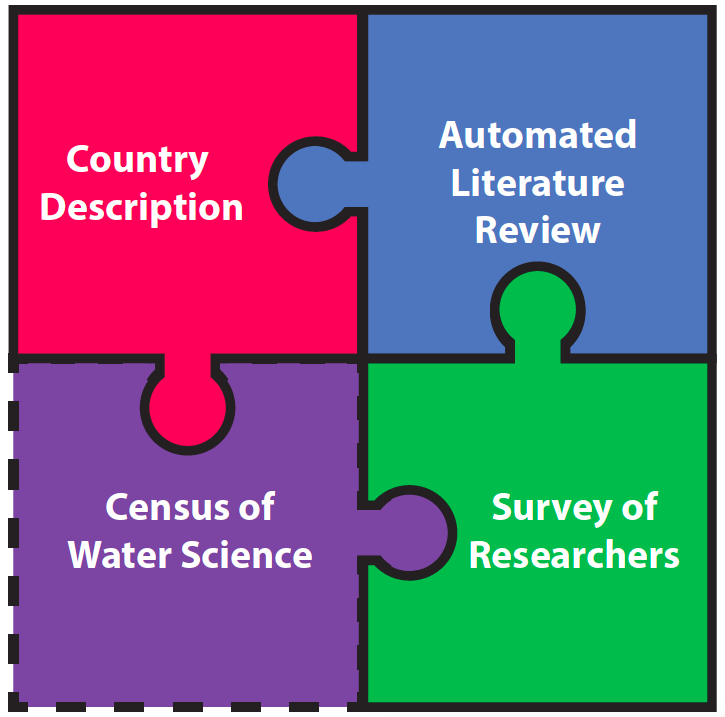 Country
Description
Automated
Literature
Review
Census of
Water Science
Survey of
Researchers